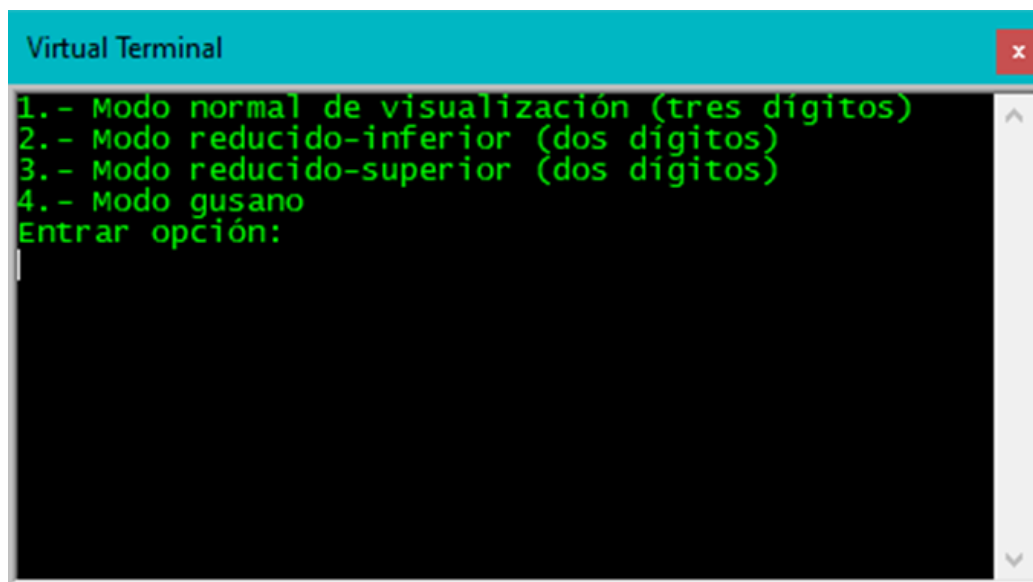 Virtual Terminal
1.- Modo normal de visualización (tres dígitos)
2.- Modo reducido-inferior (dos dígitos)
3.- Modo reducido-superior (dos dígitos)
4.- Modo gusano
Entrar opción: